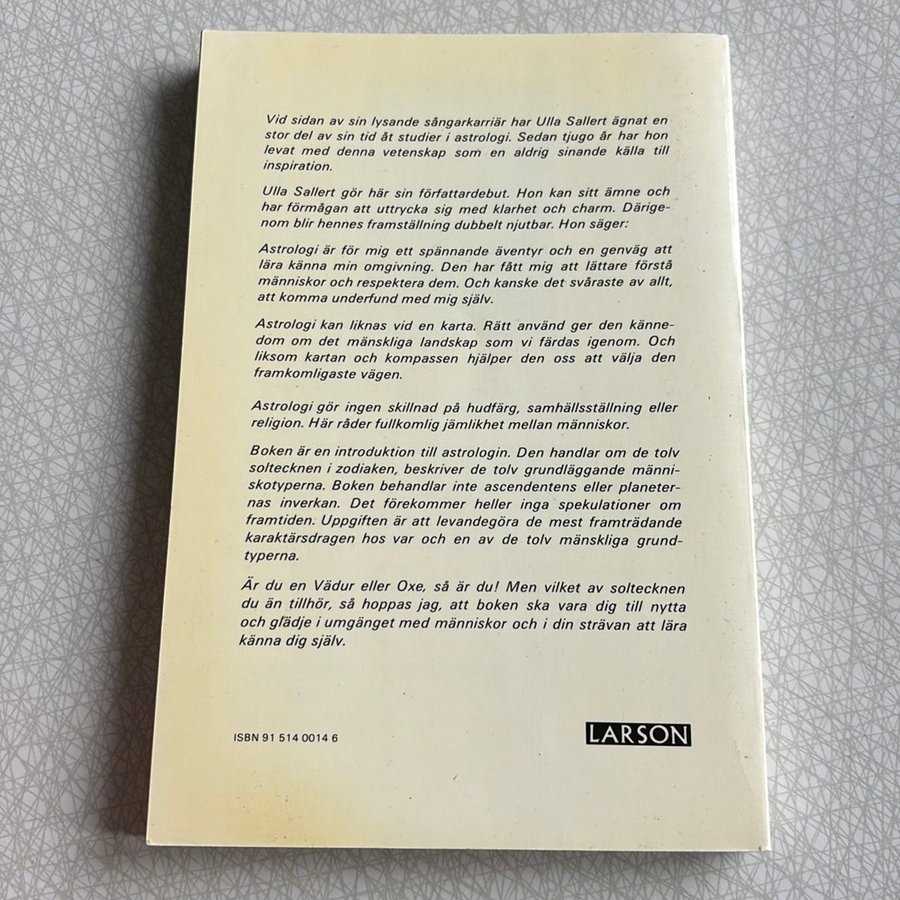 Vid sidan av sin lysande sångarkarriär har Ulla Sallert ägnat en
stor del av sin tid åt studier i astrologi. Sedan tjugo år har hon
levat med denna vetenskap som en aldrig sinande källa till
inspiration.
Ulla Sallert gör här sin författardebut. Hon kan sitt ämne och
har förmågan att uttrycka sig med klarhet och charm. Därige-
nom blir hennes framställning dubbelt njutbar. Hon säger:
Astrologi är för mig ett spännande äventyr och en genväg att
lära känna min omgivning. Den har fått mig att lättare förstå
människor och respektera dem. Och kanske det svåraste av allt,
att komma underfund med mig själv.
Astrologi kan liknas vid en karta. Rätt använd ger den känne-
dom om det mänskliga landskap som vi färdas igenom. Och
liksom kartan och kompassen hjälper den oss att välja den
framkomligaste vägen.
Astrologi gör ingen skillnad på hudfärg, samhällsställning eller
religion. Här råder fullkomlig jämlikhet mellan människor.
Boken är en introduktion till astrologin. Den handlar om de tolv
soltecknen i zodiaken, beskriver de tolv grundläggande männi-
skotyperna. Boken behandlar inte ascendentens eller planeter-
nas inverkan. Det förekommer heller inga spekulationer om
framtiden. Uppgiften är att levandegöra de mest framträdande
karaktärsdragen hos var och en av de tolv mänskliga grund-
typerna.
Är du en Vädur eller Oxe, så är du! Men vilket av soltecknen
du än tillhör, så hoppas jag, att boken ska vara dig till nytta
och glädje i umgänget med människor och i din strävan att lära
känna dig själv.
ISBN 91 514 0014 6
LARSON